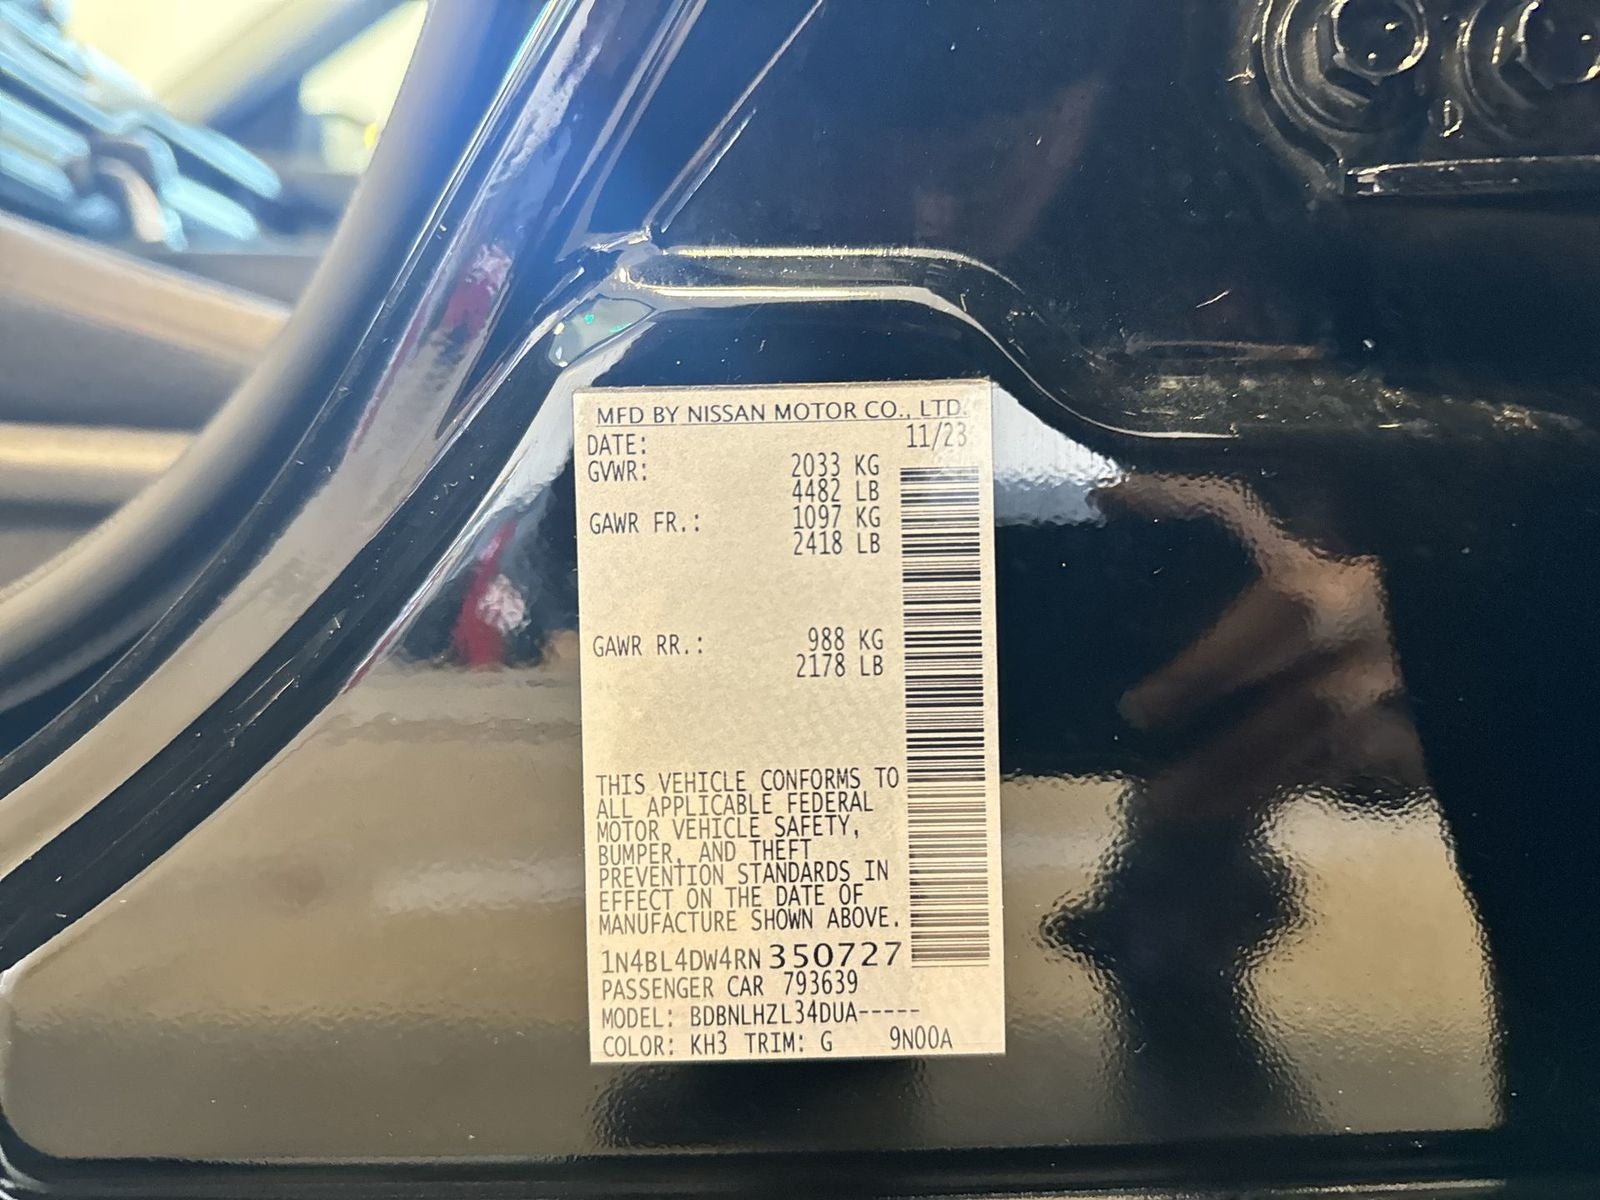 MFD BY NISSAN MOTOR CO., LTD.
DATE: 11/23
GVWR: 2033 KG
4482 LB
GAWR FR.: 1097 KG
2418 LB
GAWR RR.: 988 KG
2178 LB
THIS VEHICLE CONFORMS TO
ALL APPLICABLE FEDERAL
MOTOR VEHICLE SAFETY,
BUMPER, AND THEFT
PREVENTION STANDARDS IN
EFFECT ON THE DATE OF
MANUFACTURE SHOWN ABOVE.
1N4BL4DW4RN350727
PASSENGER CAR 793639
MODEL: BDBNLHZL34DUA-----
COLOR: KH3 TRIM: G 9N00A